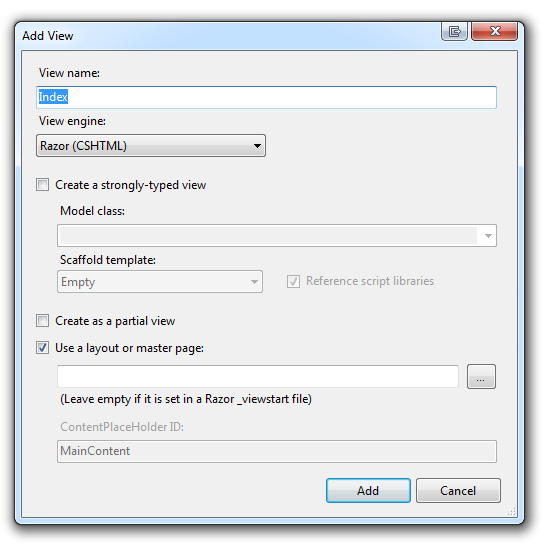 Add View
View name:
Index
View engine:
Razor (CSHTML)
Create a strongly-typed view
Model class:
Scaffold template:
Empty
Reference script libraries
Create as a partial view
Use a layout or master page:
...
(Leave empty if it is set in a Razor _viewstart file)
ContentPlaceHolder ID:
MainContent
Add
Cancel